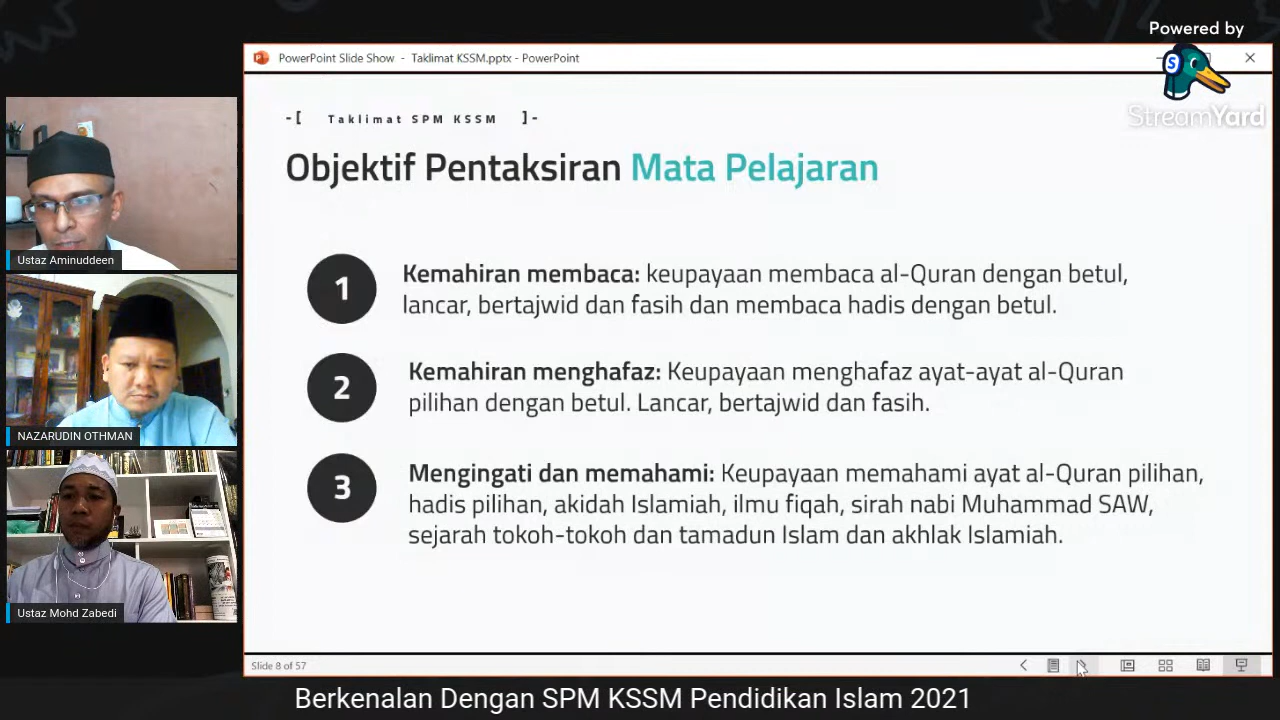 Powered by
StreamYard
PowerPoint Slide Show - Taklimat KSSM.pptx - PowerPoint
-[ Taklimat SPM KSSM ]-
Objektif Pentaksiran Mata Pelajaran
1
Kemahiran membaca: keupayaan membaca al-Quran dengan betul,
lancar, bertajwid dan fasih dan membaca hadis dengan betul.
2
Kemahiran menghafaz: Keupayaan menghafaz ayat-ayat al-Quran
pilihan dengan betul. Lancar, bertajwid dan fasih.
3
Mengingati dan memahami: Keupayaan memahami ayat al-Quran pilihan,
hadis pilihan, akidah Islamiah, ilmu fiqah, sirah nabi Muhammad SAW,
sejarah tokoh-tokoh dan tamadun Islam dan akhlak Islamiah.
Slide 8 of 57
Ustaz Aminuddeen
NAZARUDIN OTHMAN
Ustaz Mohd Zabedi
Berkenalan Dengan SPM KSSM Pendidikan Islam 2021